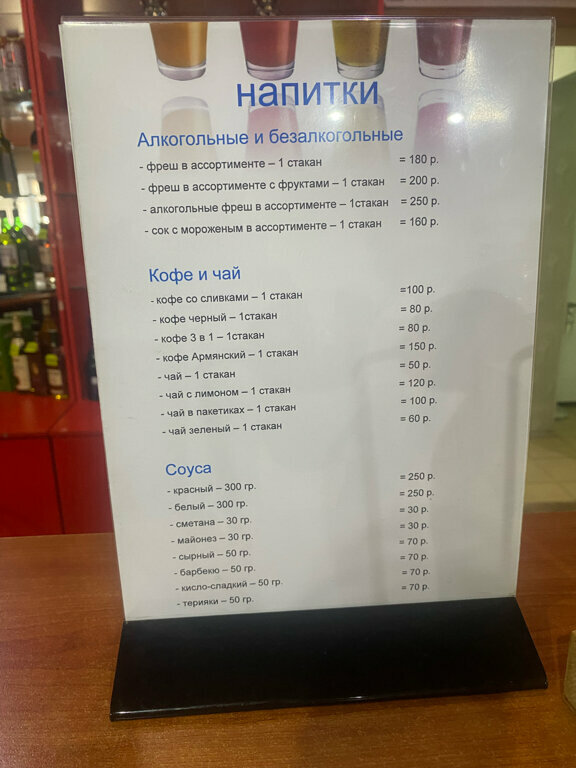 напитки
Алкогольные и безалкогольные
- фреш в ассортименте – 1 стакан = 180 р.
- фреш в ассортименте с фруктами – 1 стакан = 200 р.
- алкогольные фреш в ассортименте – 1стакан = 250 р.
- сок с мороженым в ассортименте – 1 стакан = 160 р.
Кофе и чай
- кофе со сливками – 1 стакан =100 р.
- кофе черный – 1стакан = 80 р.
- кофе 3 в 1 – 1стакан = 80 р.
- кофе Армянский – 1 стакан = 150 р.
- чай – 1 стакан = 50 р.
- чай с лимоном – 1 стакан = 120 р.
- чай в пакетиках – 1 стакан = 100 р.
- чай зеленый – 1 стакан = 60 р.
Соуса
- красный – 300 гр. = 250 р.
- белый – 300 гр. = 250 р.
- сметана – 30 гр. = 30 р.
- майонез – 30 гр. = 30 р.
- сырный – 50 гр. = 70 р.
- барбекю – 50 гр. = 70 р.
- кисло-сладкий – 50 гр. = 70 р.
- терияки – 50 гр. = 70 р.